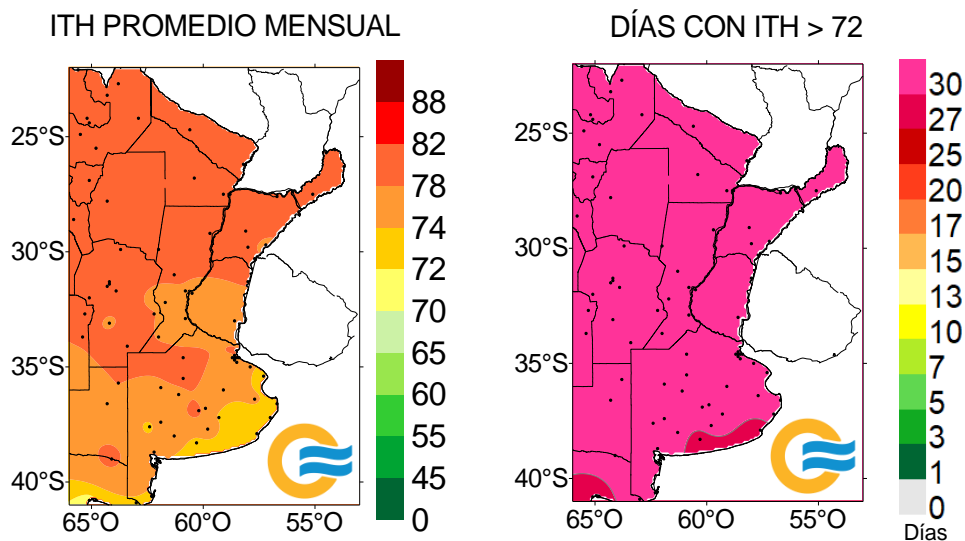 ITH PROMEDIO MENSUAL
25°S
30°S
35°S
40°S
65°O
60°O
55°O
88
82
78
74
72
70
65
60
55
45
0
DÍAS CON ITH > 72
25°S
30°S
35°S
40°S
65°O
60°O
55°O
30
27
25
20
17
15
13
10
7
5
3
1
0
Días